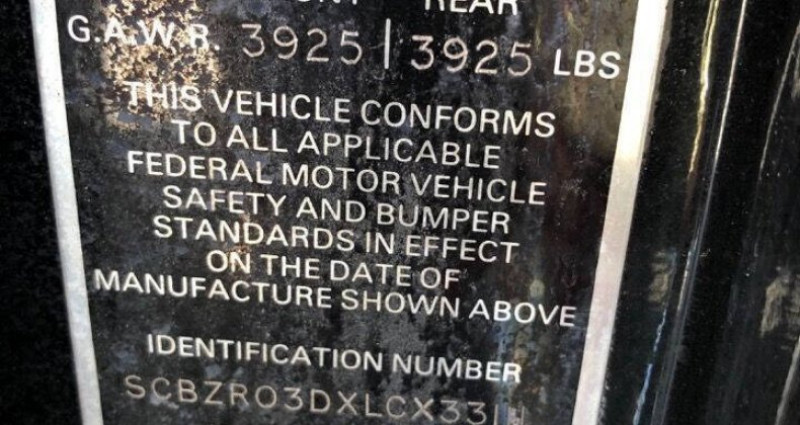 REAR
G.A.W.R. 3925 | 3925 LBS
THIS VEHICLE CONFORMS
TO ALL APPLICABLE
FEDERAL MOTOR VEHICLE
SAFETY AND BUMPER
STANDARDS IN EFFECT
ON THE DATE OF
MANUFACTURE SHOWN ABOVE
IDENTIFICATION NUMBER